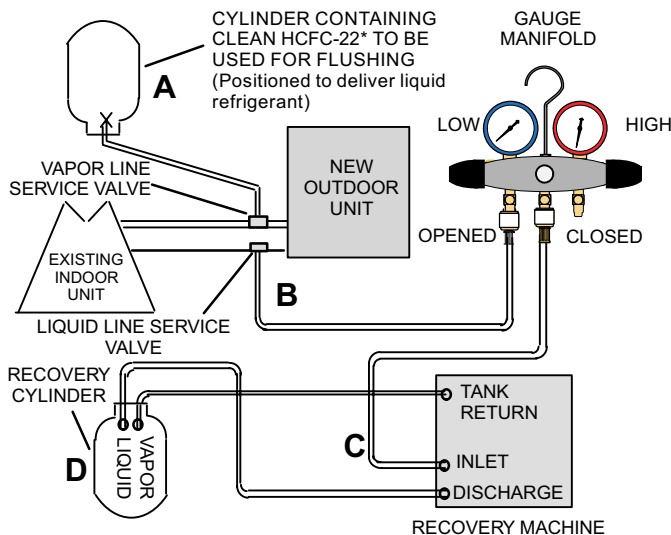 CYLINDER CONTAINING
CLEAN HCFC-22* TO BE
USED FOR FLUSHING
(Positioned to deliver liquid
refrigerant)
A
GAUGE
MANIFOLD
LOW
HIGH
VAPOR LINE
SERVICE VALVE
NEW
OUTDOOR
UNIT
EXISTING
INDOOR
UNIT
OPENED
CLOSED
B
LIQUID LINE SERVICE
VALVE
RECOVERY
CYLINDER
TANK
RETURN
C
D
LIQUID
VAPOR
INLET
DISCHARGE
RECOVERY MACHINE